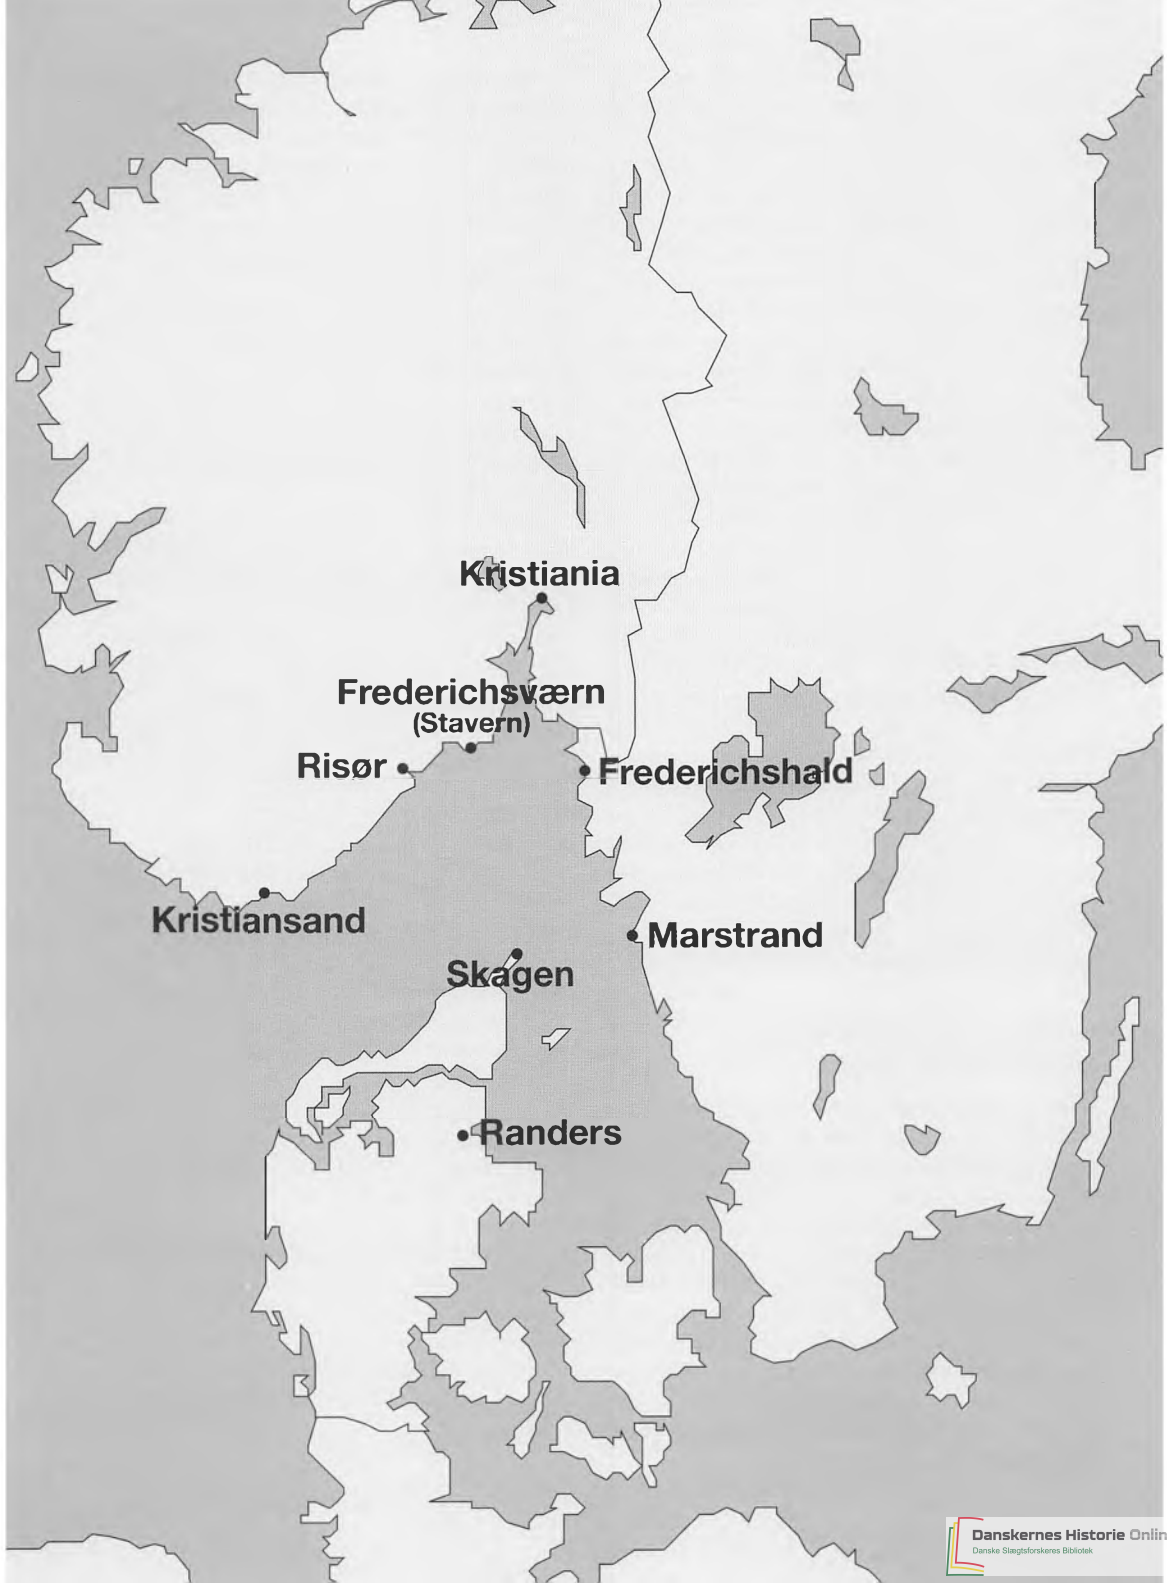 Kristiania
Frederichsværn
(Stavern)
Risør
Frederichshald
Kristiansand
Marstrand
Skagen
Randers
Danskernes Historie Onlin
Danske Slægtsforskeres Bibliotek